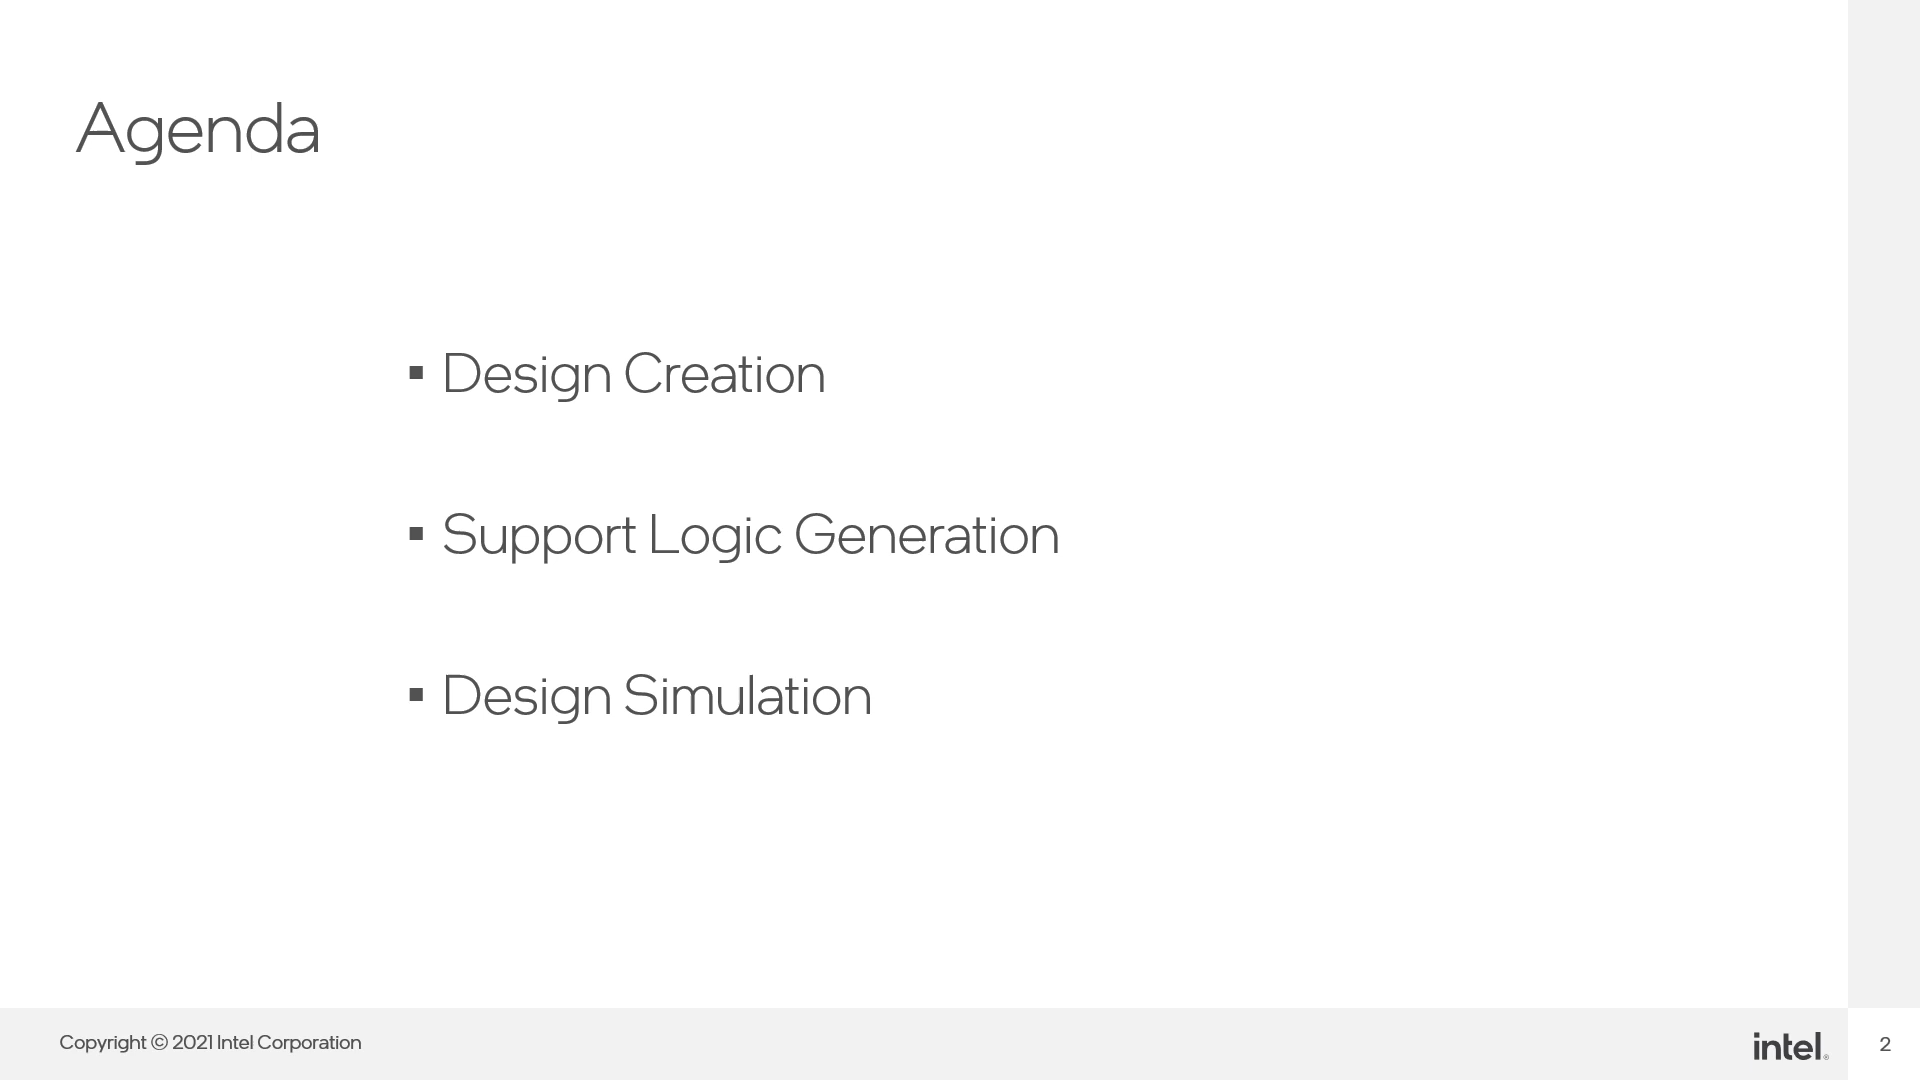 Agenda
▪ Design Creation
▪ Support Logic Generation
▪ Design Simulation
Copyright © 2021 Intel Corporation
intel®
2